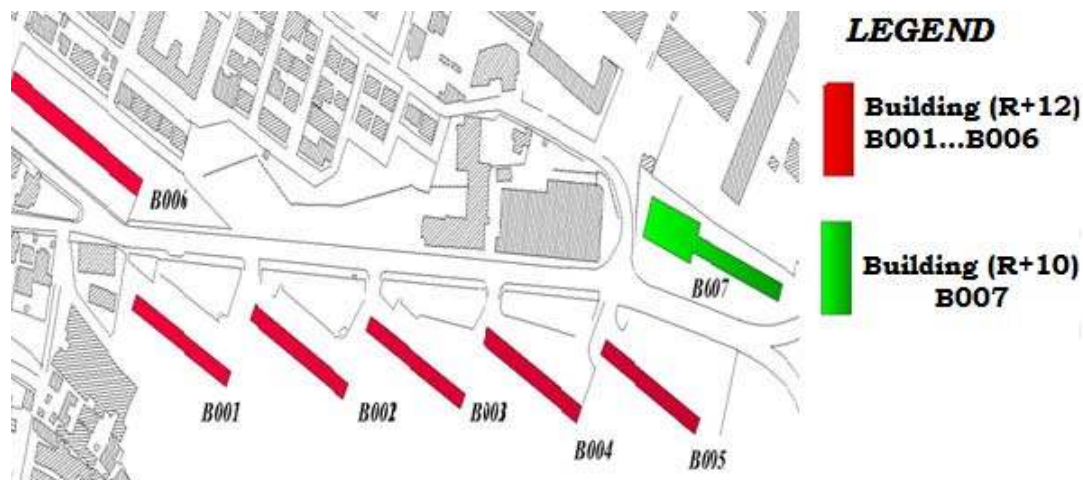 LEGEND
Building (R+12)
B001...B006
Building (R+10)
B007
B006
B007
B001
B002
B003
B004
B005